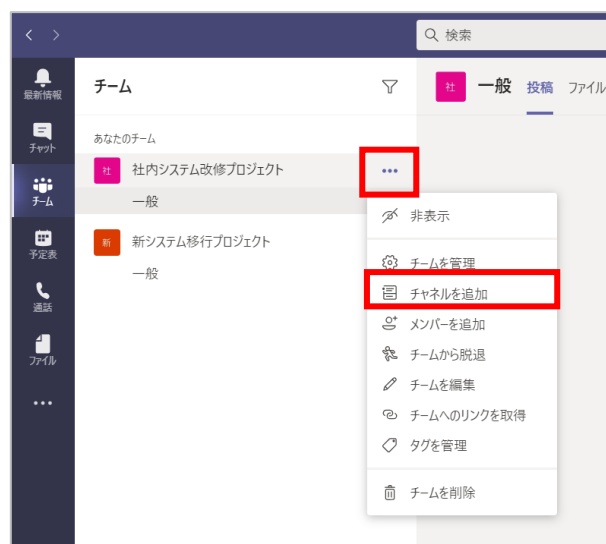 検索
最新情報
チャット
チーム
予定表
通話
ファイル
チーム
あなたのチーム
社 社内システム改修プロジェクト
一般
新 新システム移行プロジェクト
一般
社 一般 投稿 ファイル
非表示
チームを管理
チャネルを追加
メンバーを追加
チームから脱退
チームを編集
チームへのリンクを取得
タグを管理
チームを削除